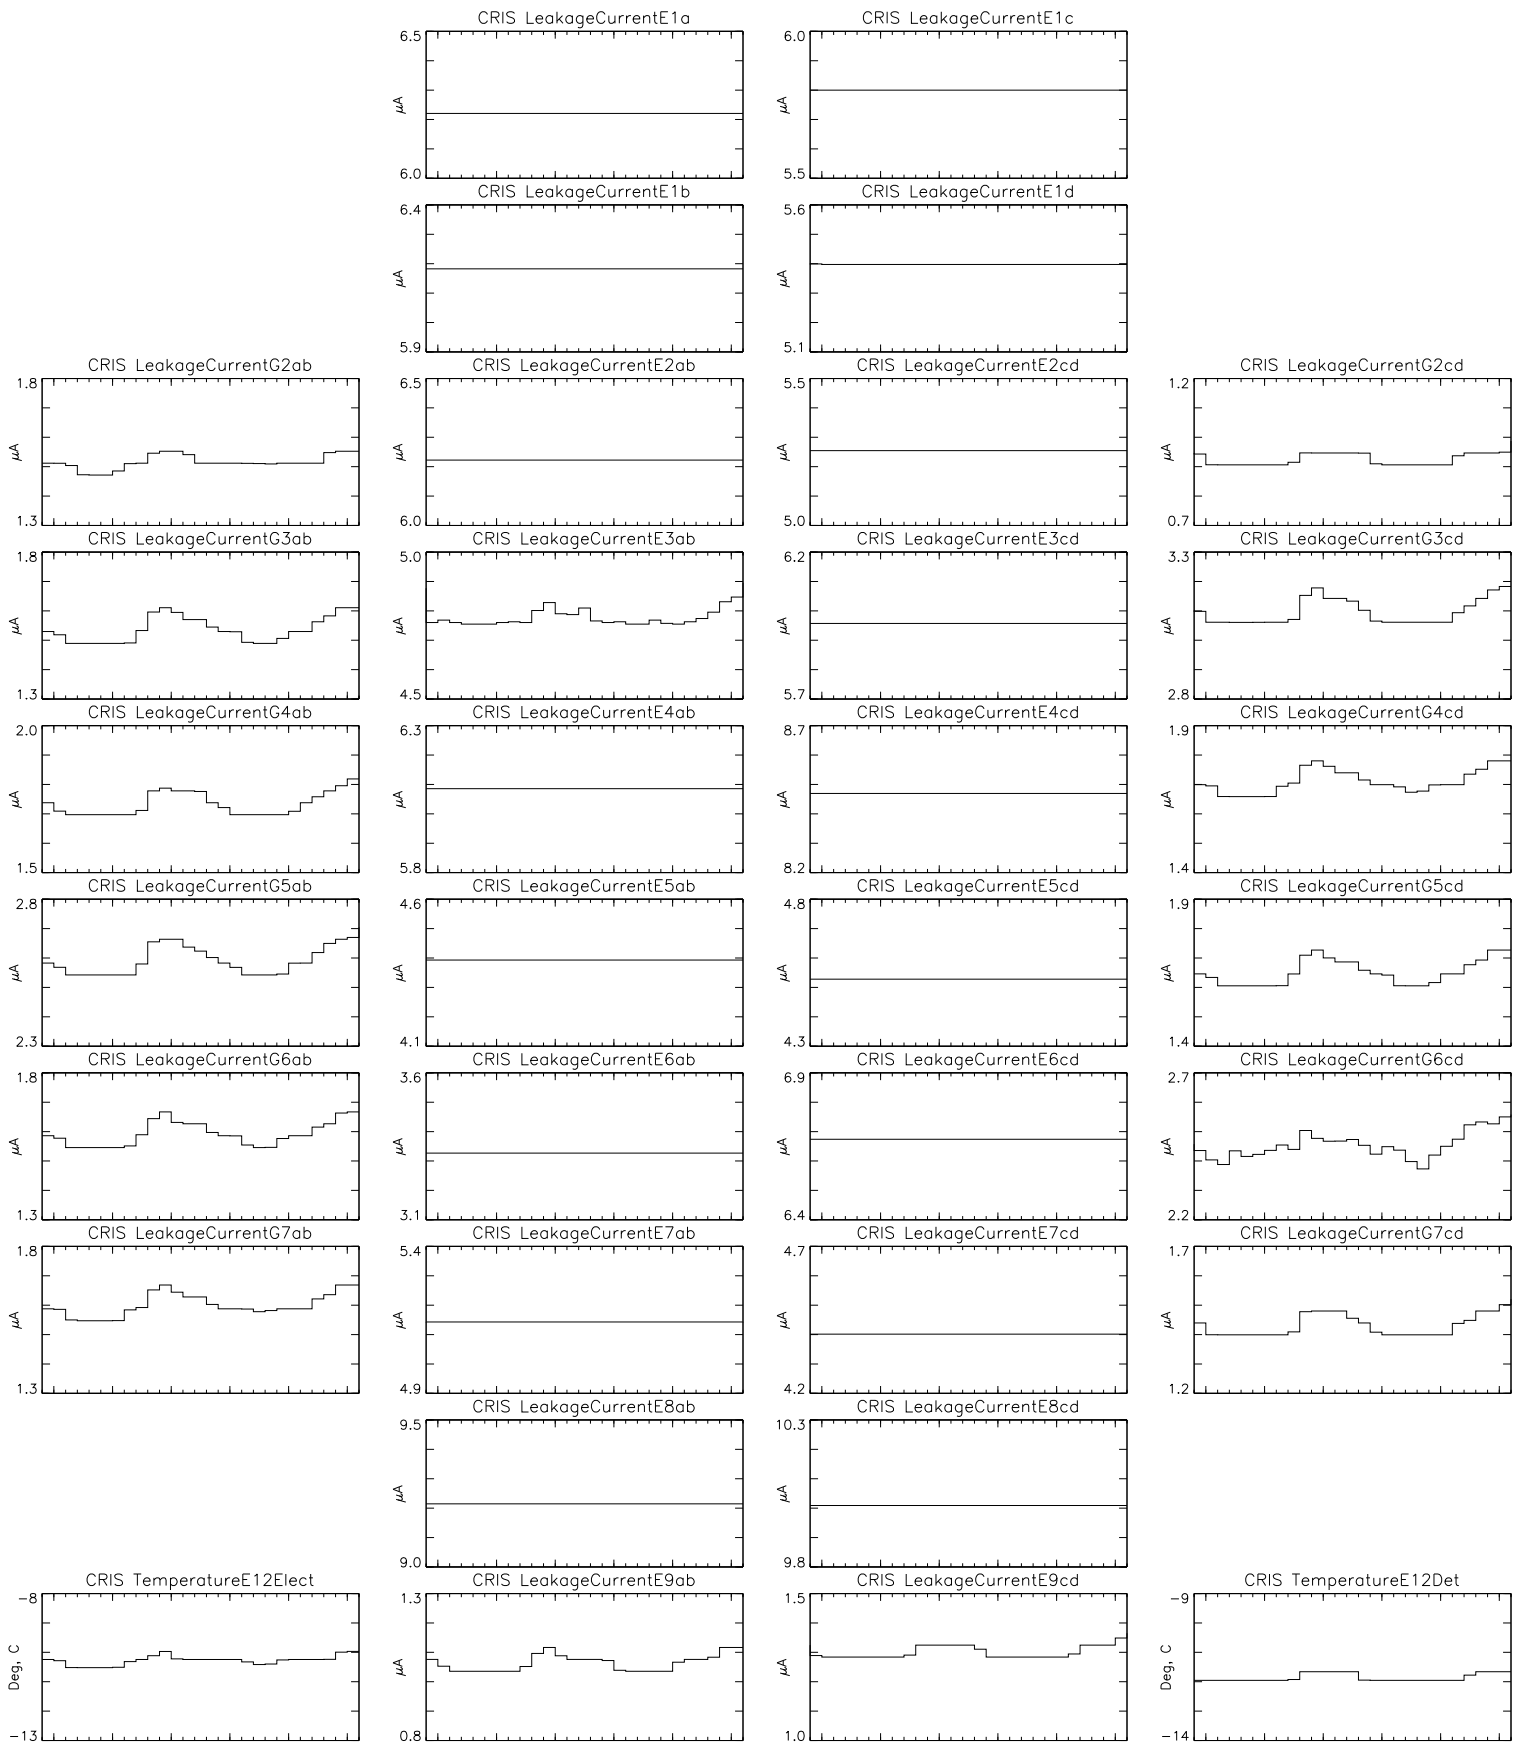 CRIS LeakageCurrentE1a
6.5
μA
6.0
CRIS LeakageCurrentE1c
6.0
μA
5.5
CRIS LeakageCurrentE1b
6.4
μA
5.9
CRIS LeakageCurrentE1d
5.6
μA
5.1
CRIS LeakageCurrentG2ab
1.8
μA
1.3
CRIS LeakageCurrentE2ab
6.5
μA
6.0
CRIS LeakageCurrentE2cd
5.5
μA
5.0
CRIS LeakageCurrentG2cd
1.2
μA
0.7
CRIS LeakageCurrentG3ab
1.8
μA
1.3
CRIS LeakageCurrentE3ab
5.0
μA
4.5
CRIS LeakageCurrentE3cd
6.2
μA
5.7
CRIS LeakageCurrentG3cd
3.3
μA
2.8
CRIS LeakageCurrentG4ab
2.0
μA
1.5
CRIS LeakageCurrentE4ab
6.3
μA
5.8
CRIS LeakageCurrentE4cd
8.7
μA
8.2
CRIS LeakageCurrentG4cd
1.9
μA
1.4
CRIS LeakageCurrentG5ab
2.8
μA
2.3
CRIS LeakageCurrentE5ab
4.6
μA
4.1
CRIS LeakageCurrentE5cd
4.8
μA
4.3
CRIS LeakageCurrentG5cd
1.9
μA
1.4
CRIS LeakageCurrentG6ab
1.8
μA
1.3
CRIS LeakageCurrentE6ab
3.6
μA
3.1
CRIS LeakageCurrentE6cd
6.9
μA
6.4
CRIS LeakageCurrentG6cd
2.7
μA
2.2
CRIS LeakageCurrentG7ab
1.8
μA
1.3
CRIS LeakageCurrentE7ab
5.4
μA
4.9
CRIS LeakageCurrentE7cd
4.7
μA
4.2
CRIS LeakageCurrentG7cd
1.7
μA
1.2
CRIS LeakageCurrentE8ab
9.5
μA
9.0
CRIS LeakageCurrentE8cd
10.3
μA
9.8
CRIS TemperatureE12Elect
-8
Deg, C
-13
CRIS LeakageCurrentE9ab
1.3
μA
0.8
CRIS LeakageCurrentE9cd
1.5
μA
1.0
CRIS TemperatureE12Det
-9
Deg, C
-14